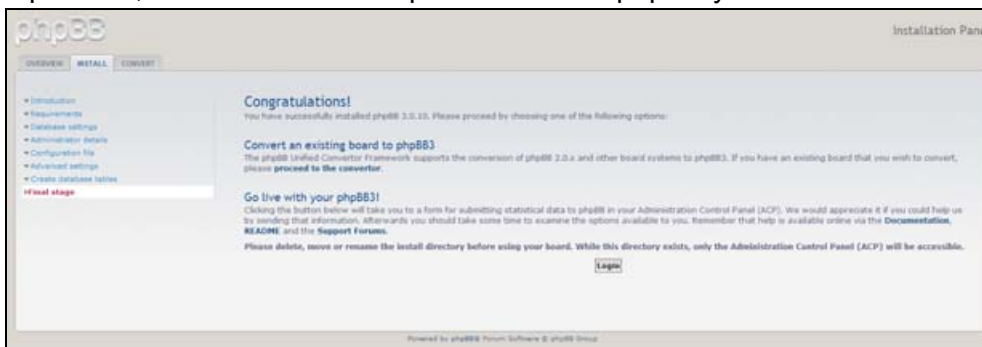 phpBB
Installation Pane
OVERVIEW INSTALL CONVERT
Introduction
Requirements
Database settings
Administrator details
Configuration file
Advanced settings
Create database tables
Final stage
Congratulations!
You have successfully installed phpBB 3.0.10. Please proceed by choosing one of the following options:
Convert an existing board to phpBB3
The phpBB Unified Convertor Framework supports the conversion of phpBB 2.0.x and other board systems to phpBB3. If you have an existing board that you wish to convert,
please proceed to the convertor.
Go live with your phpBB3!
Clicking the button below will take you to a form for submitting statistical data to phpBB in your Administration Control Panel (ACP). We would appreciate it if you could help us
by sending that information. Afterwards you should take some time to examine the options available to you. Remember that help is available online via the Documentation,
README and the Support Forums.
Please delete, move or rename the install directory before using your board. While this directory exists, only the Administration Control Panel (ACP) will be accessible.
Login
Powered by phpBB® Forum Software © phpBB Group